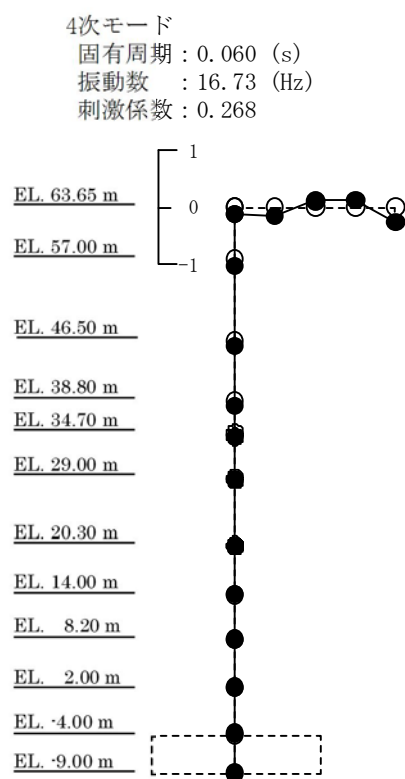 4次モード
固有周期：0.060 (s)
振動数　：16.73 (Hz)
刺激係数：0.268
1
EL. 63.65 m
0
EL. 57.00 m
-1
EL. 46.50 m
EL. 38.80 m
EL. 34.70 m
EL. 29.00 m
EL. 20.30 m
EL. 14.00 m
EL. 8.20 m
EL. 2.00 m
EL. -4.00 m
EL. -9.00 m